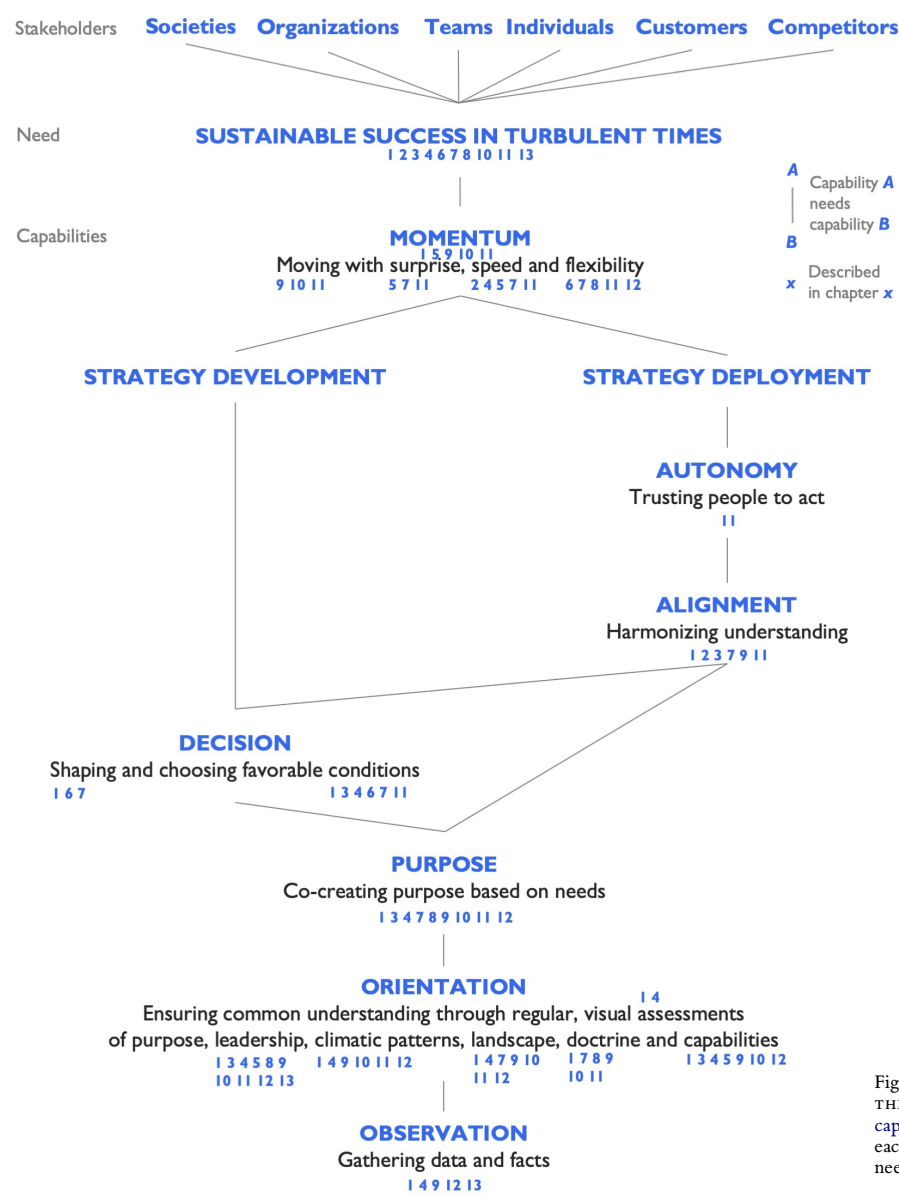 Stakeholders Societies Organizations Teams Individuals Customers Competitors
Need SUSTAINABLE SUCCESS IN TURBULENT TIMES
1 2 3 4 6 7 8 10 11 13
A
Capability A
needs
capability B
B
Described
in chapter x
x
Capabilities MOMENTUM
1 5 9 10 11
Moving with surprise, speed and flexibility
9 10 11 5 7 11 2 4 5 7 11 6 7 8 11 12
STRATEGY DEVELOPMENT STRATEGY DEPLOYMENT
AUTONOMY
Trusting people to act
11
ALIGNMENT
Harmonizing understanding
1 2 3 7 9 11
DECISION
Shaping and choosing favorable conditions
1 6 7 1 3 4 6 7 11
PURPOSE
Co-creating purpose based on needs
1 3 4 7 8 9 10 11 12
ORIENTATION
1 4
Ensuring common understanding through regular, visual assessments
of purpose, leadership, climatic patterns, landscape, doctrine and capabilities
1 3 4 5 8 9 1 4 9 10 11 12 1 4 7 9 10 1 7 8 9 1 3 4 5 9 10 12
10 11 12 13 11 12 10 11
OBSERVATION
Gathering data and facts
1 4 9 12 13
Fig
THE
cap
each
nee